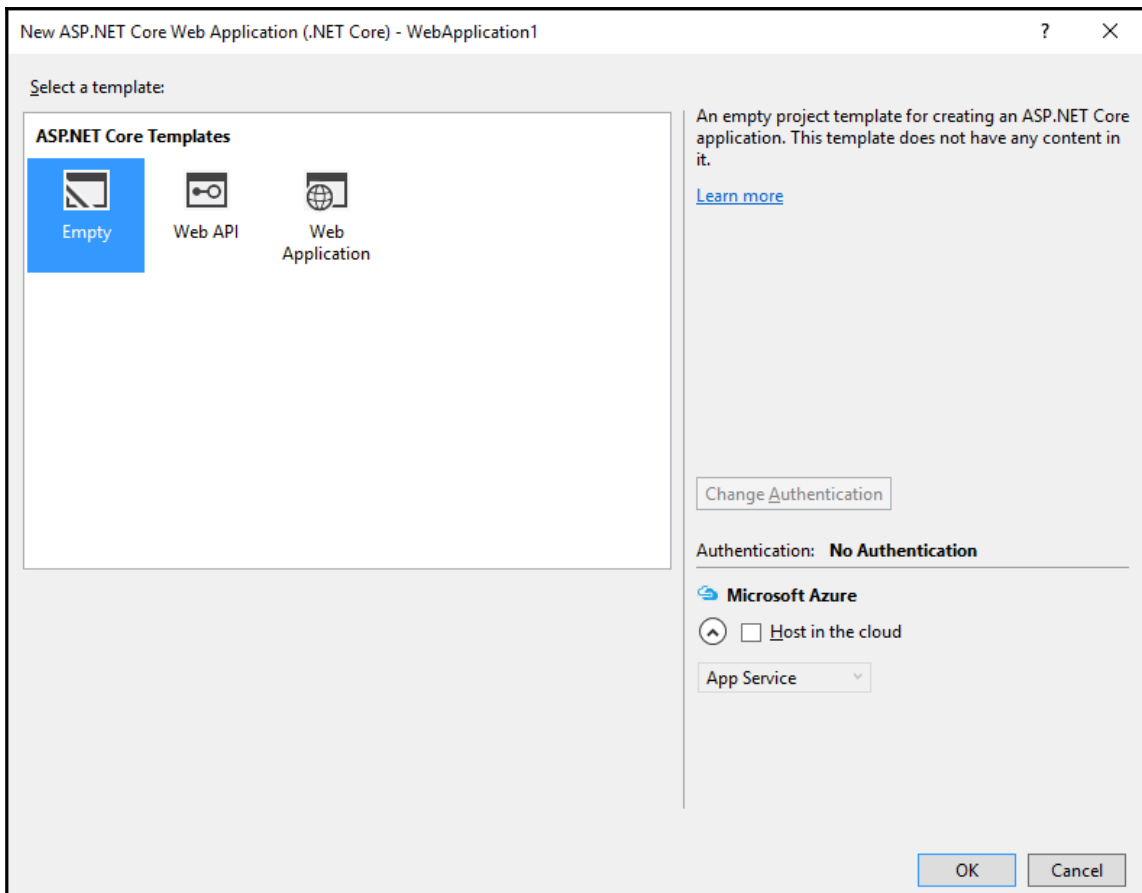 New ASP.NET Core Web Application (.NET Core) - WebApplication1
?
Select a template:
ASP.NET Core Templates
Empty
Web API
Web
Application
An empty project template for creating an ASP.NET Core
application. This template does not have any content in
it.
Learn more
Change Authentication
Authentication: No Authentication
Microsoft Azure
Host in the cloud
App Service
OK
Cancel